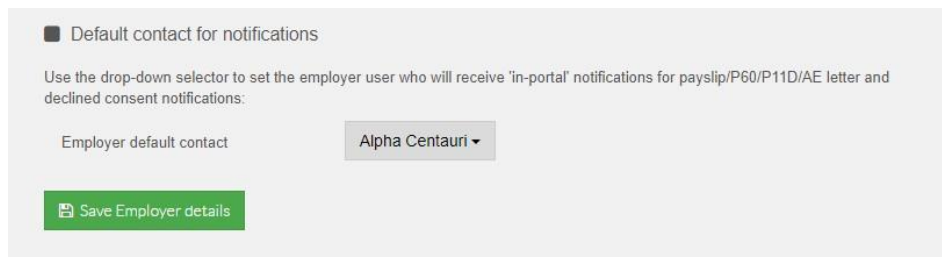 Default contact for notifications
Use the drop-down selector to set the employer user who will receive 'in-portal' notifications for payslip/P60/P11D/AE letter and
declined consent notifications:
Employer default contact Alpha Centauri
Save Employer details